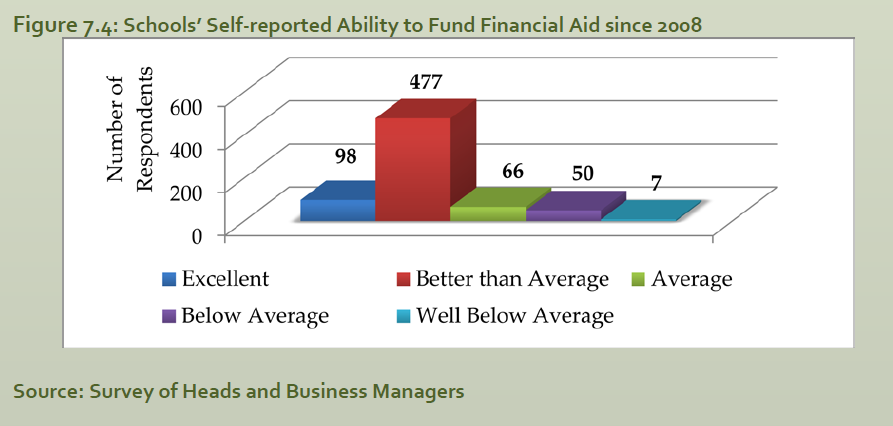 Figure 7.4: Schools' Self-reported Ability to Fund Financial Aid since 2008
Number of
Respondents
600
400
200
0
98
477
66
50
7
Excellent
Better than Average
Average
Below Average
Well Below Average
Source: Survey of Heads and Business Managers